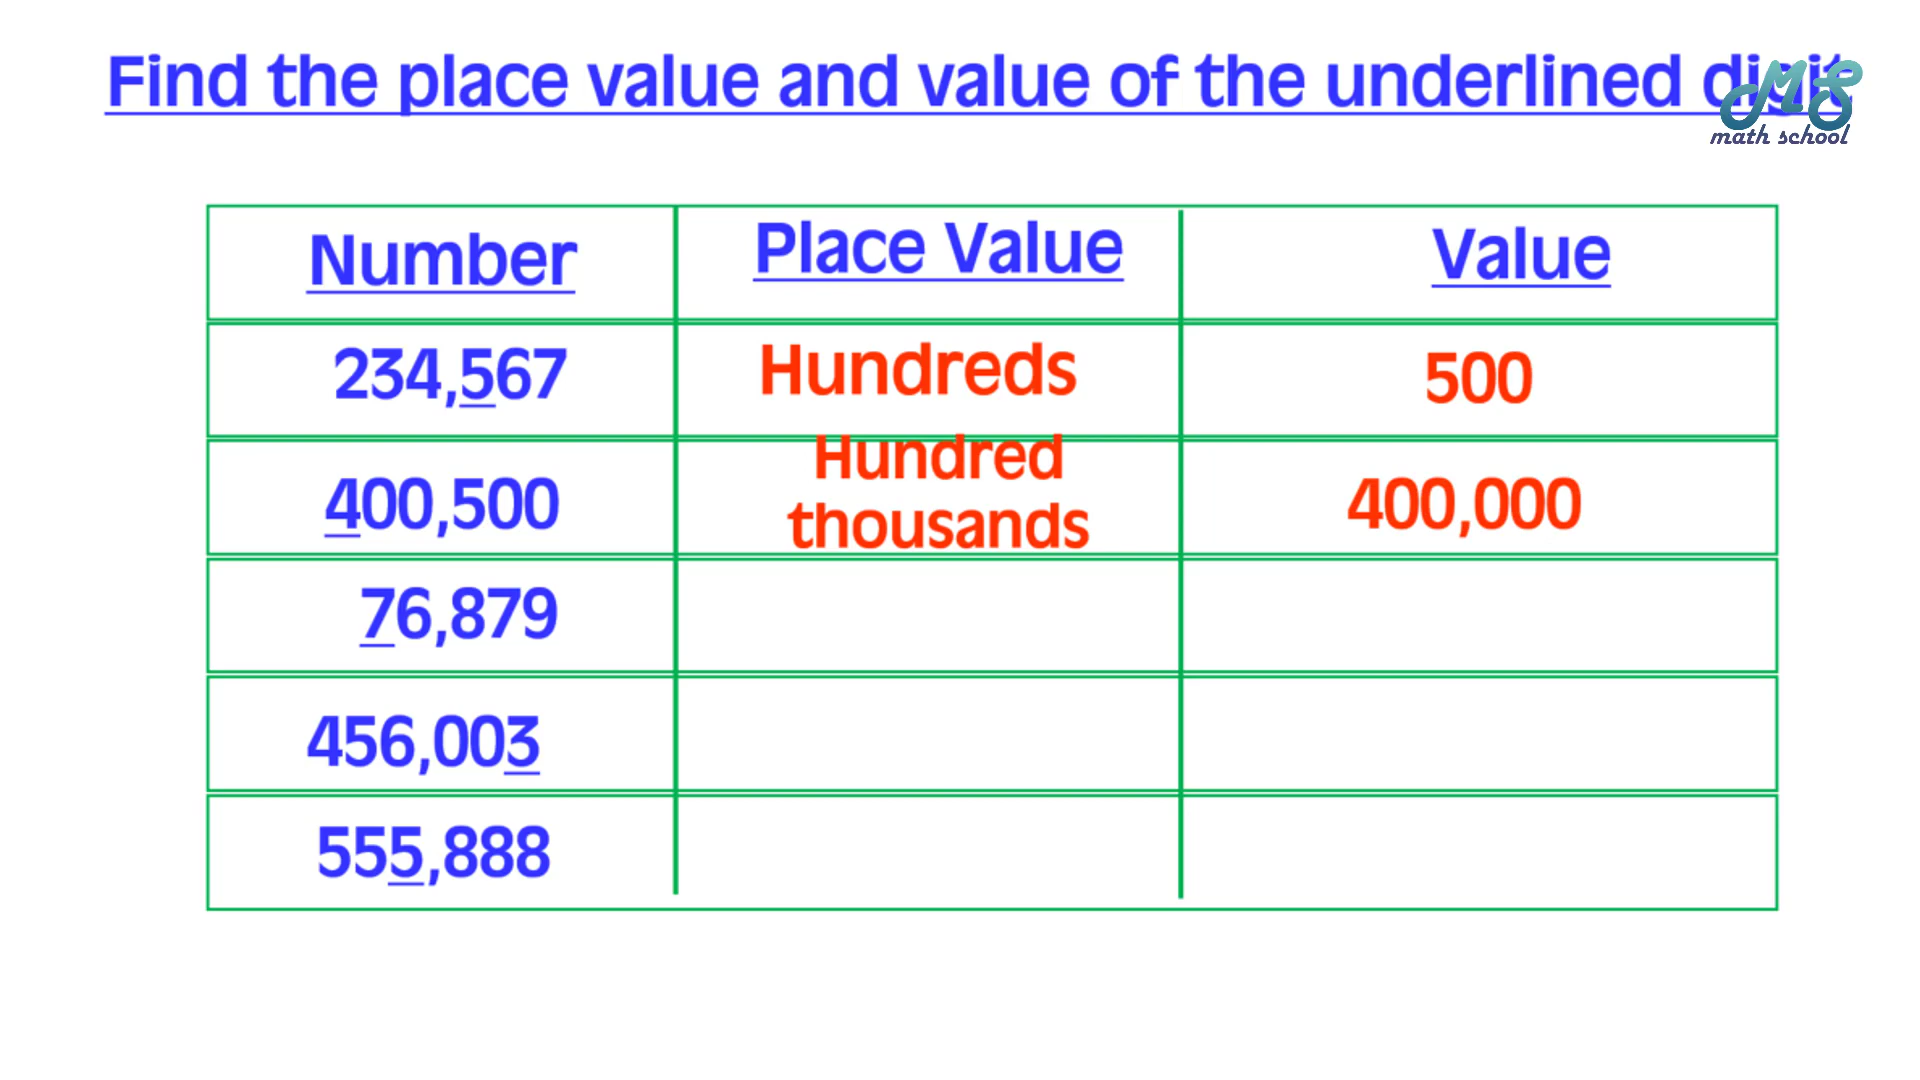 Find the place value and value of the underlined digit
MS
math school
Number Place Value Value
234,567 Hundreds 500
400,500 Hundred thousands 400,000
76,879
456,003
555,888